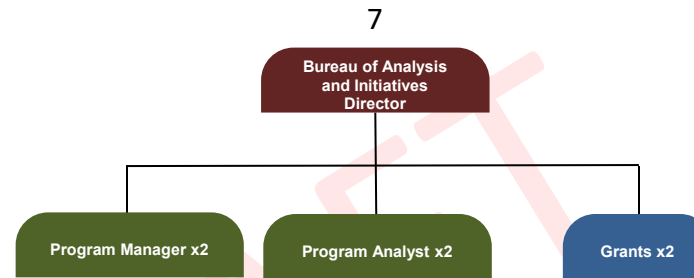 7
Bureau of Analysis
and Initiatives
Director
Program Manager x2
Program Analyst x2
Grants x2